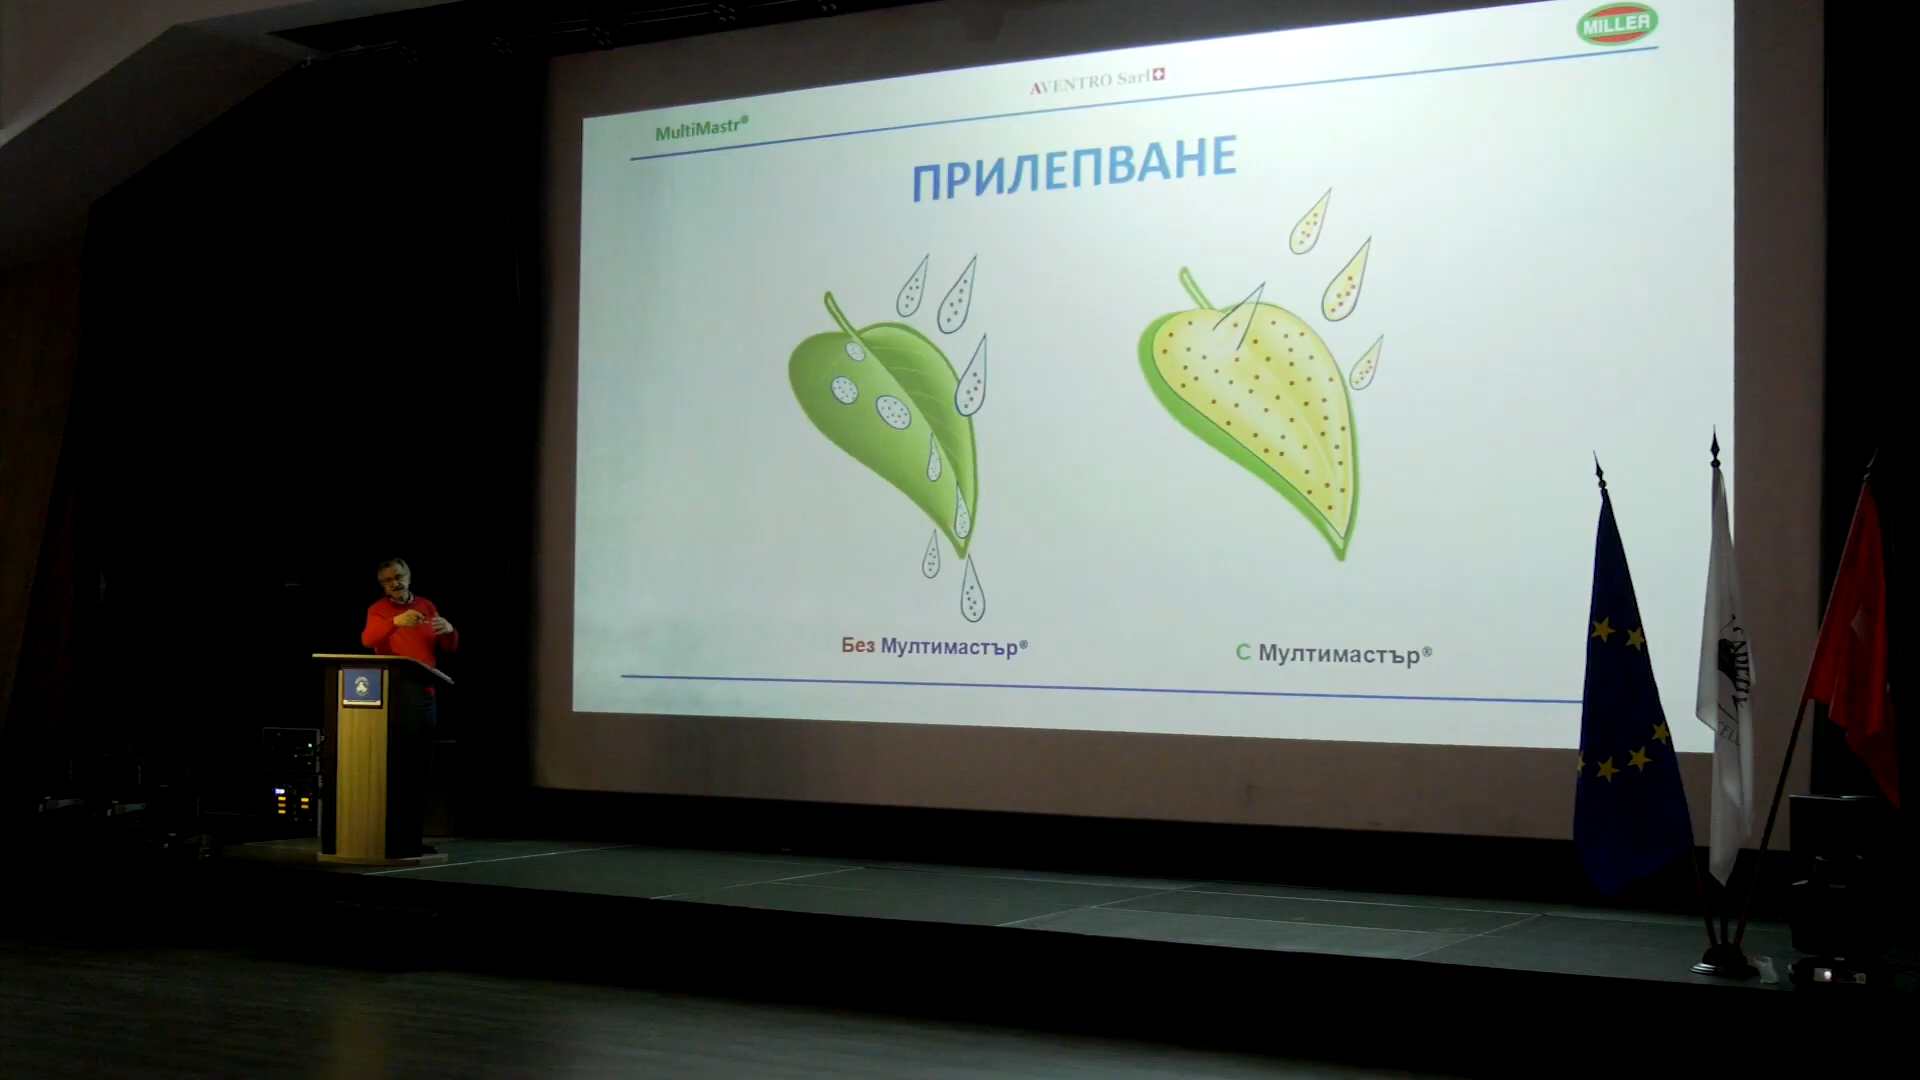 MILLER
AVENTRO Sarl
MultiMastr®
ПРИЛЕПВАНЕ
Без Мултимастър®
С Мултимастър®